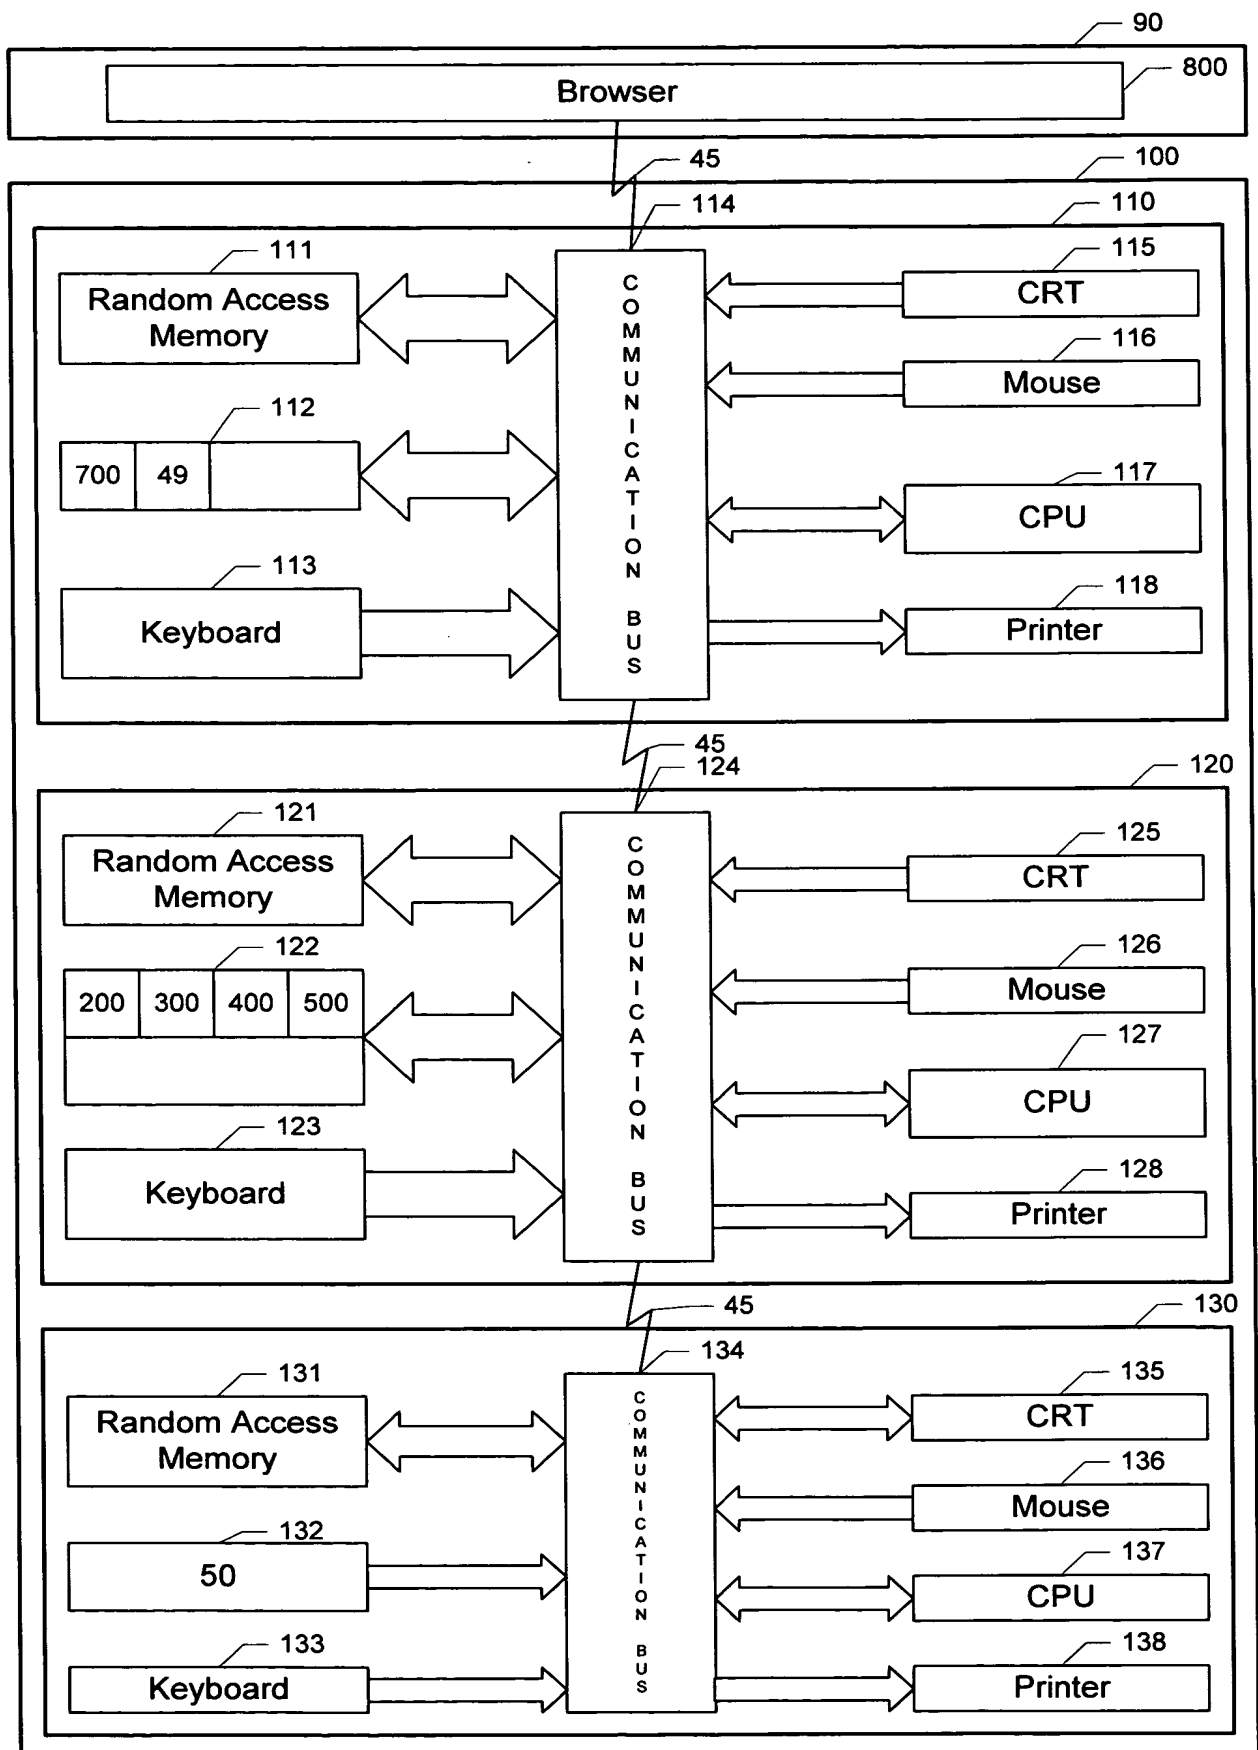 90
Browser
800
45
100
114
110
111
Random Access
Memory
115
CRT
116
Mouse
112
700
49
117
CPU
113
Keyboard
118
Printer
COMMUNICATION BUS
45
124
120
121
Random Access
Memory
125
CRT
122
200
300
400
500
126
Mouse
127
CPU
123
Keyboard
128
Printer
COMMUNICATION BUS
45
130
134
131
Random Access
Memory
135
CRT
136
Mouse
132
50
137
CPU
133
Keyboard
138
Printer
COMMUNICATION BUS